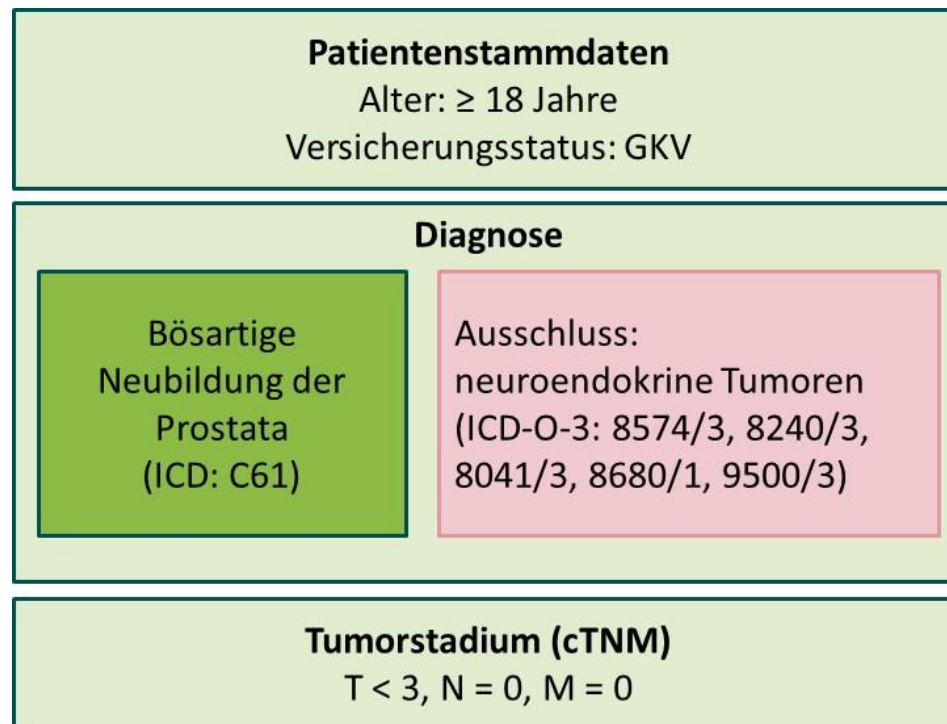 Patientenstammdaten
Alter: ≥ 18 Jahre
Versicherungsstatus: GKV
Diagnose
Bösartige
Neubildung der
Prostata
(ICD: C61)
Ausschluss:
neuroendokrine Tumoren
(ICD-O-3: 8574/3, 8240/3,
8041/3, 8680/1, 9500/3)
Tumorstadium (cTNM)
T < 3, N = 0, M = 0